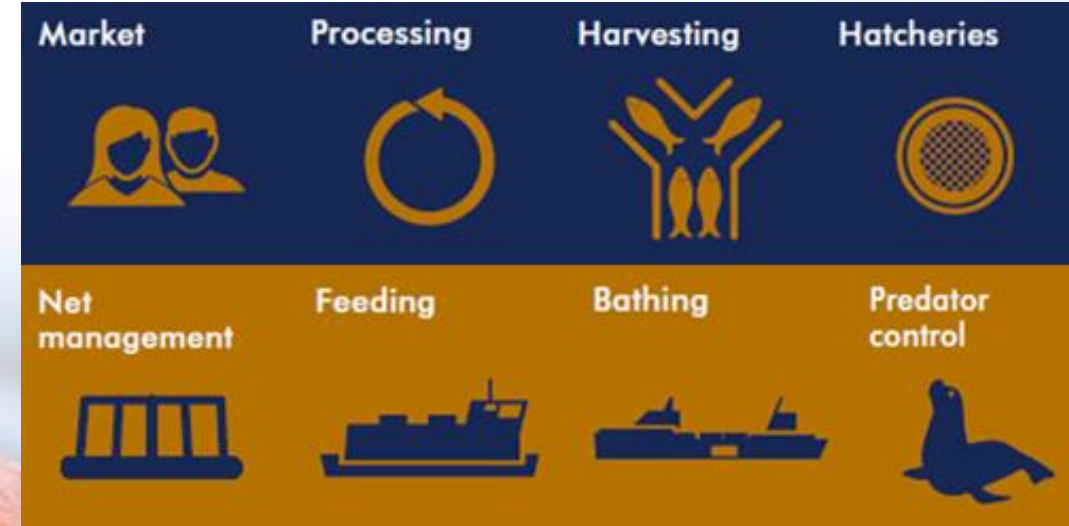 Market
Processing
Harvesting
Hatcheries
Net
management
Feeding
Bathing
Predator
control